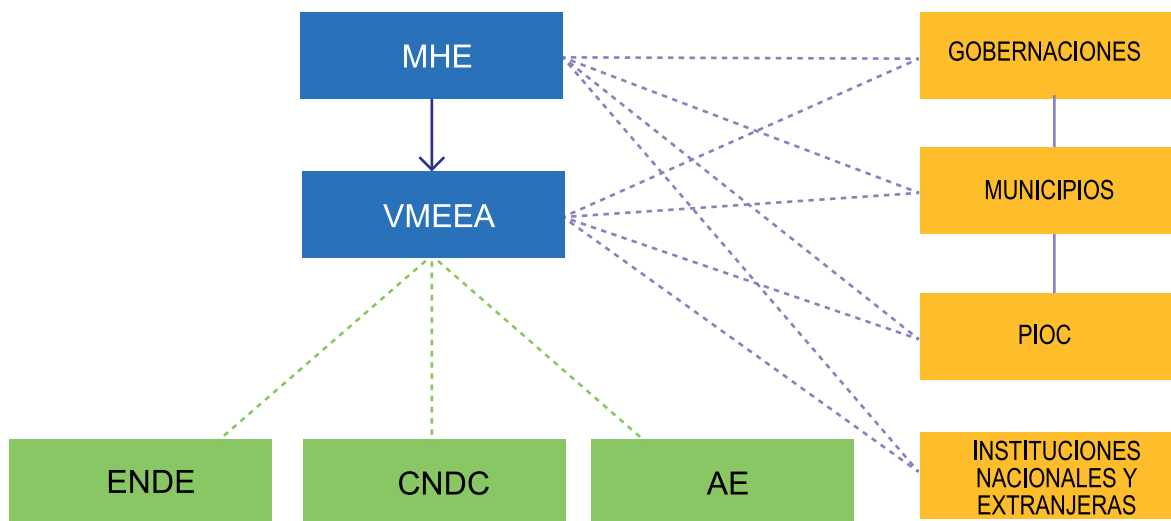 MHE
GOBERNACIONES
MUNICIPIOS
VMEEA
PIOC
INSTITUCIONES
NACIONALES Y
EXTRANJERAS
ENDE
CNDC
AE